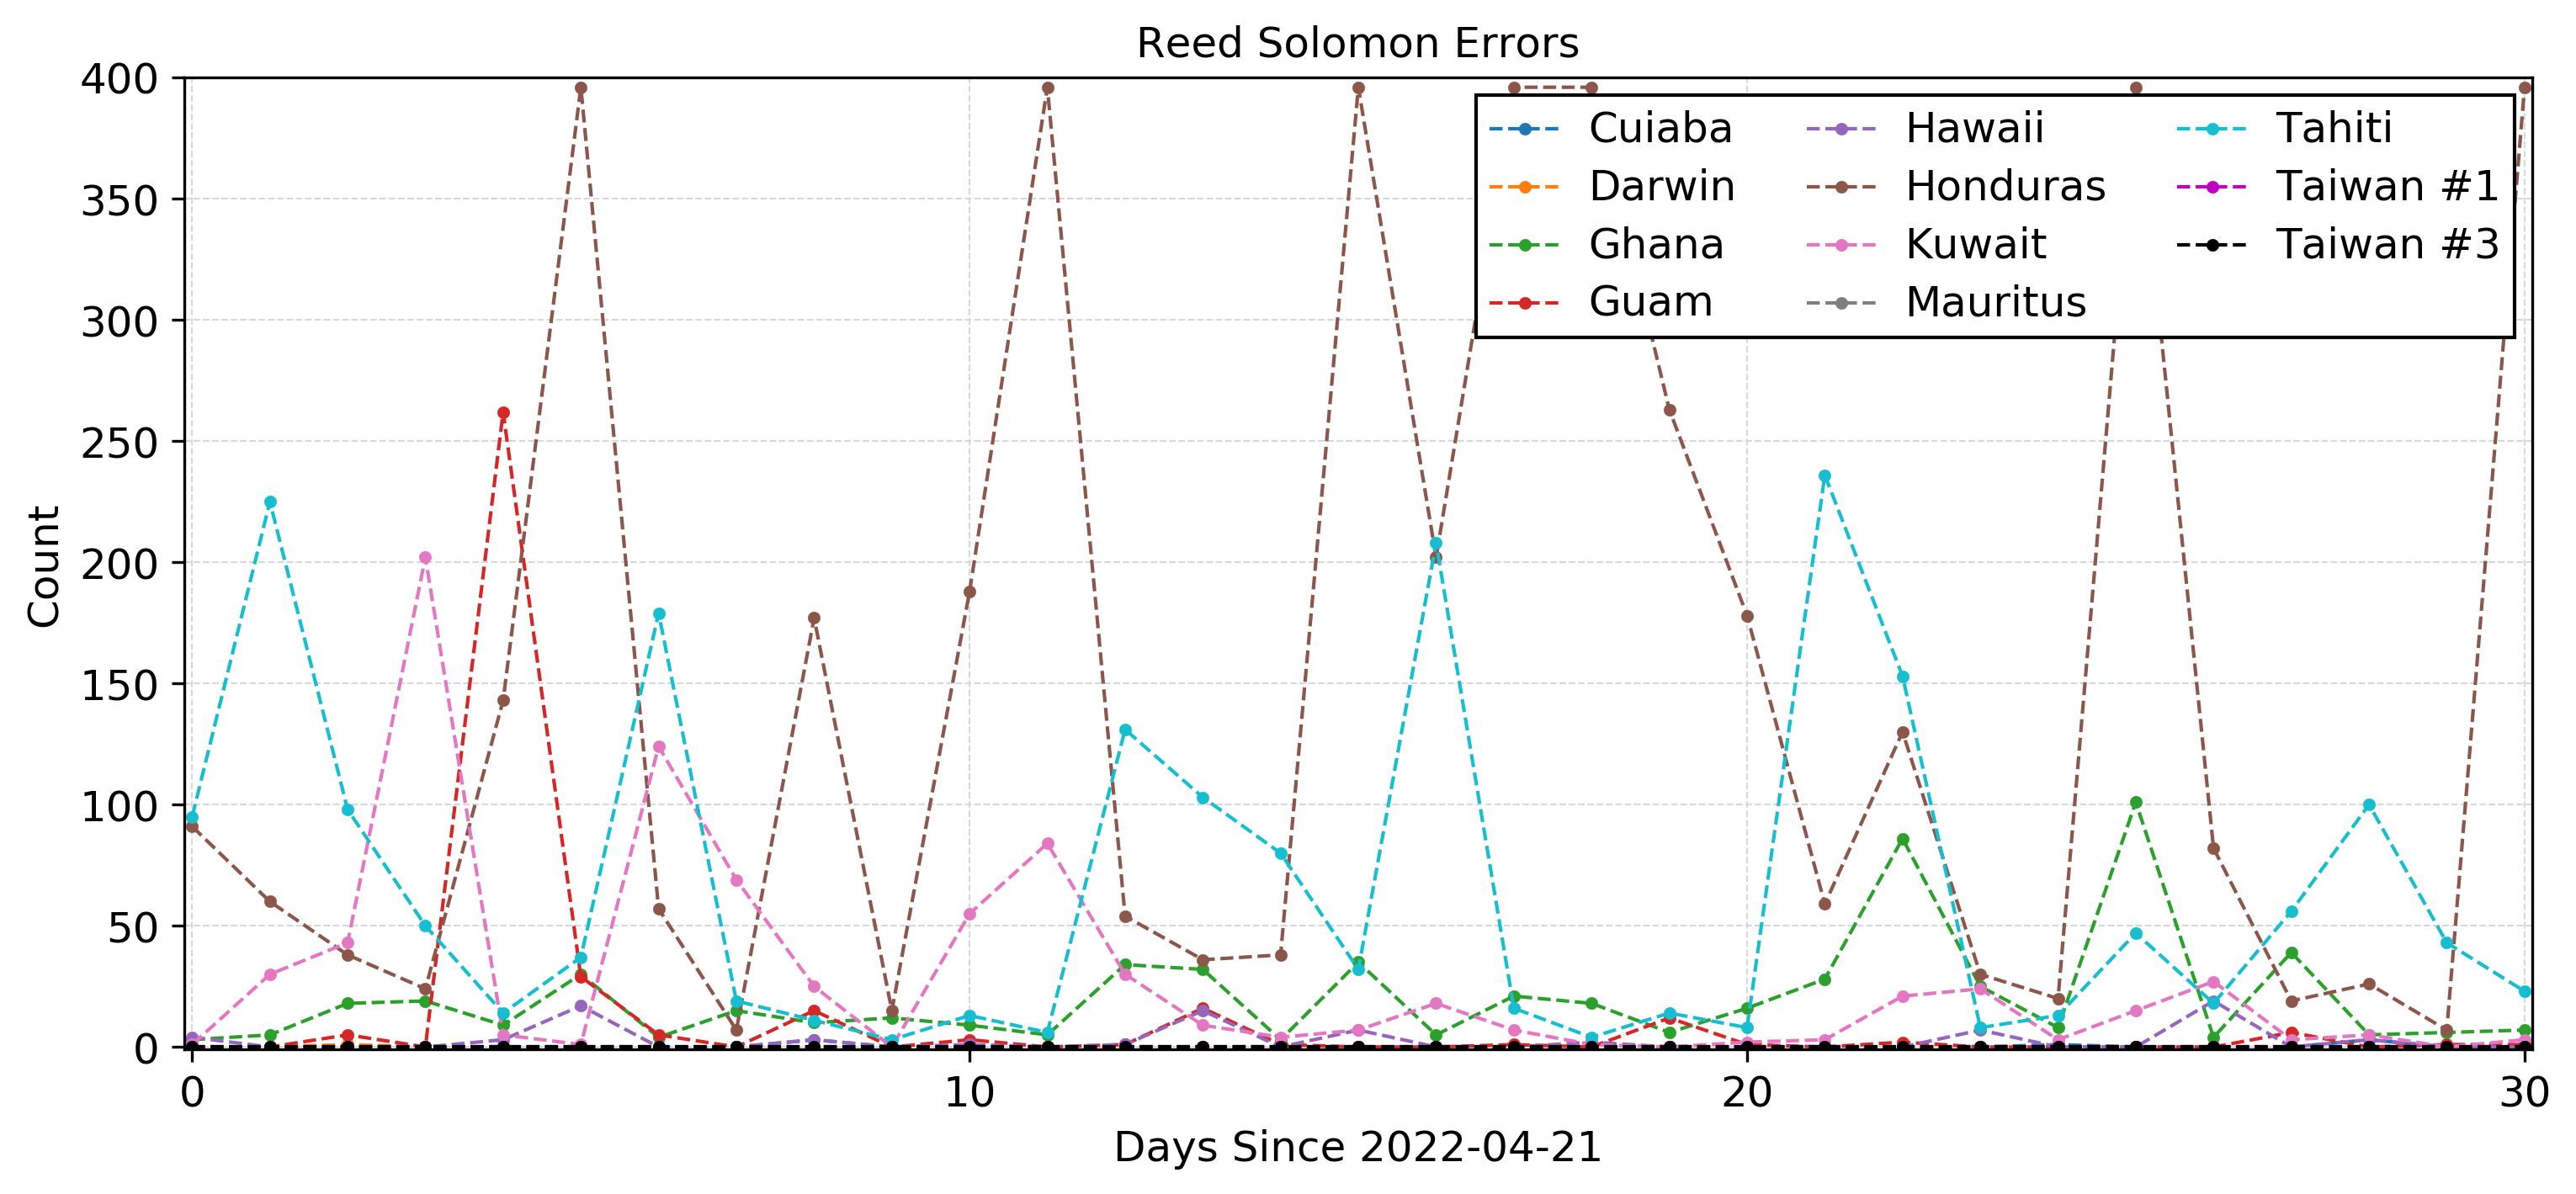 Reed Solomon Errors
400
350
300
250
200
150
100
50
0
Count
Cuiaba
Darwin
Ghana
Guam
Hawaii
Honduras
Kuwait
Mauritus
Tahiti
Taiwan #1
Taiwan #3
0 10 20 30
Days Since 2022-04-21